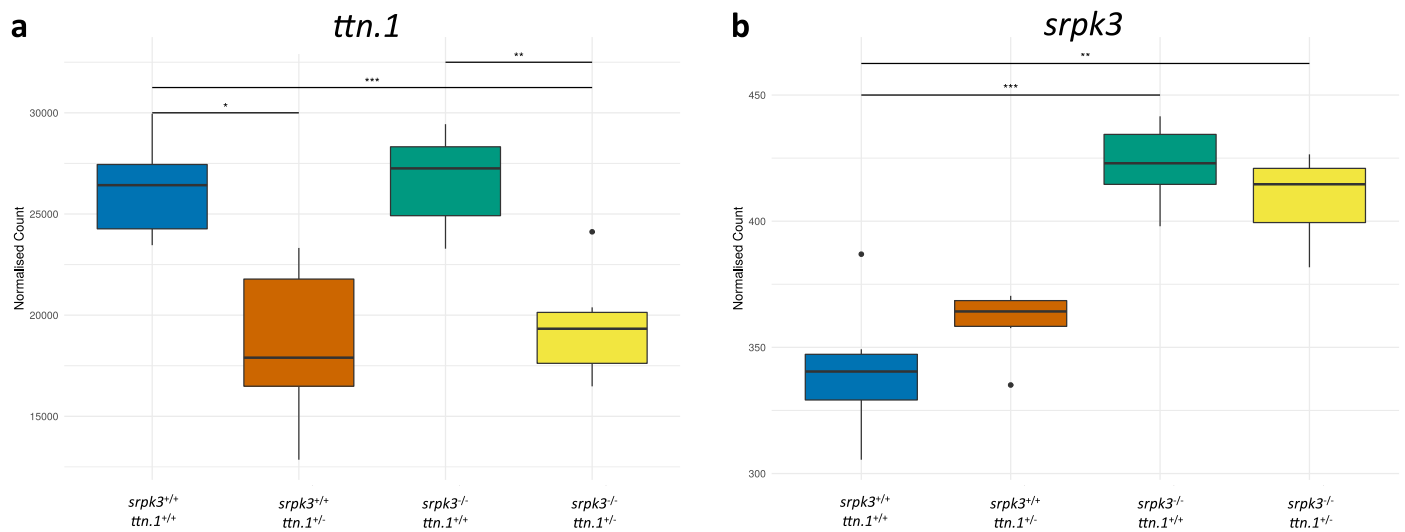 a
ttn.1
Normalised Count
30000
25000
20000
15000
**
***
*
srpk3+/+
ttn.1+/+
srpk3+/+
ttn.1+/-
srpk3-/-
ttn.1+/+
srpk3-/-
ttn.1+/-
b
srpk3
Normalised Count
450
400
350
300
**
***
srpk3+/+
ttn.1+/+
srpk3+/+
ttn.1+/-
srpk3-/-
ttn.1+/+
srpk3-/-
ttn.1+/-